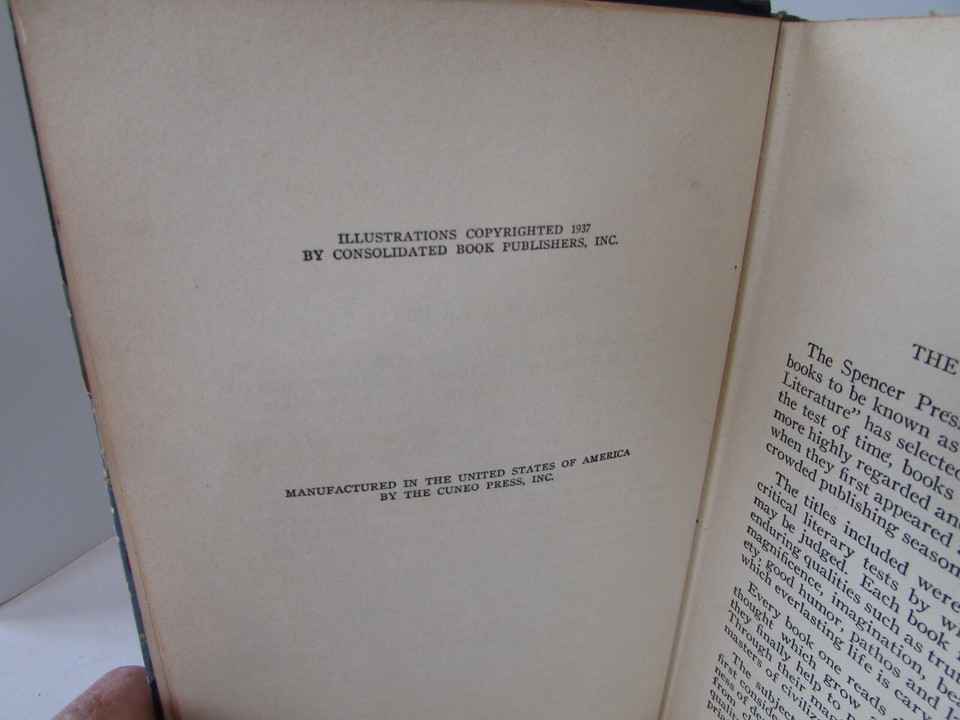 ILLUSTRATIONS COPYRIGHTED 1937
BY CONSOLIDATED BOOK PUBLISHERS, INC.
MANUFACTURED IN THE UNITED STATES OF AMERICA
BY THE CUNEO PRESS, INC.
THE
The Spencer Press
books to be known as
Literature" has selected
the test of time, books
more highly regarded and
when they first appeared
crowded publishing season
The titles included were
critical literary tests by
may be judged. Each book
enduring qualities such as
magnificence, imagination,
ety, good humor, pathos and
which everlasting life is
Every book one reads
thought which grow
they finally help to
Through their
masters of
The
first
ness of
from